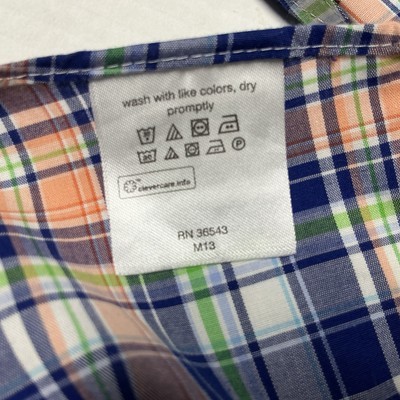 wash with like colors, dry
promptly
clevercare.info
RN 36543
M13